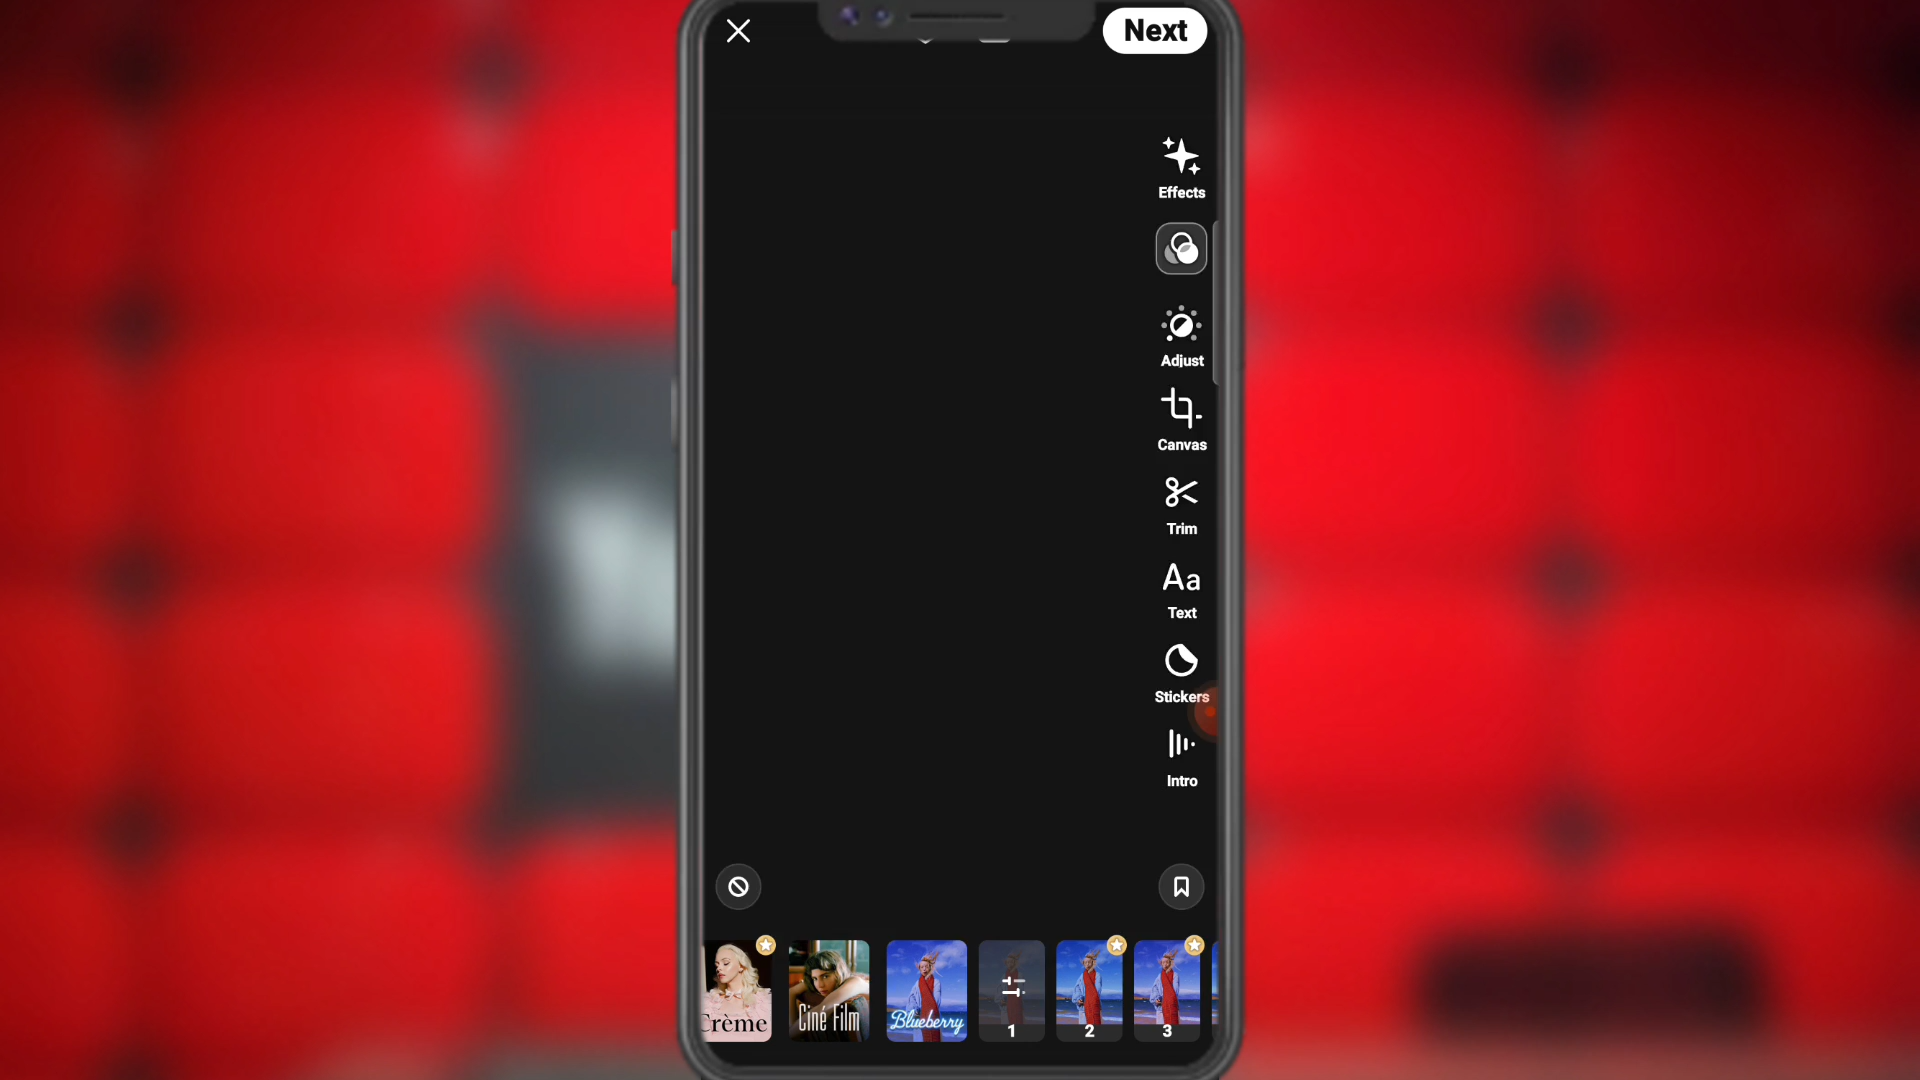 Next
Effects
Adjust
Canvas
Trim
Aa
Text
Stickers
Intro
Crème
Ciné Film
Blueberry
1
2
3